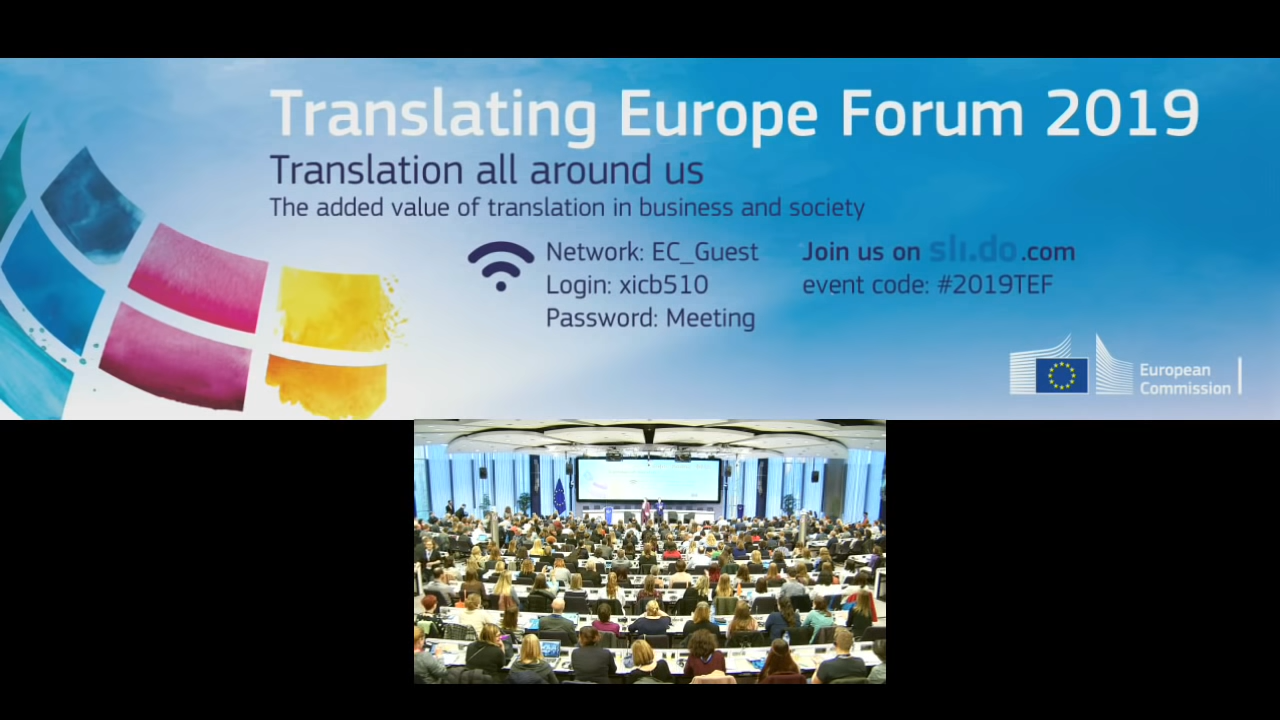 Translating Europe Forum 2019
Translation all around us
The added value of translation in business and society
Network: EC_Guest
Login: xicb510
Password: Meeting
Join us on sli.do.com
event code: #2019TEF
European
Commission